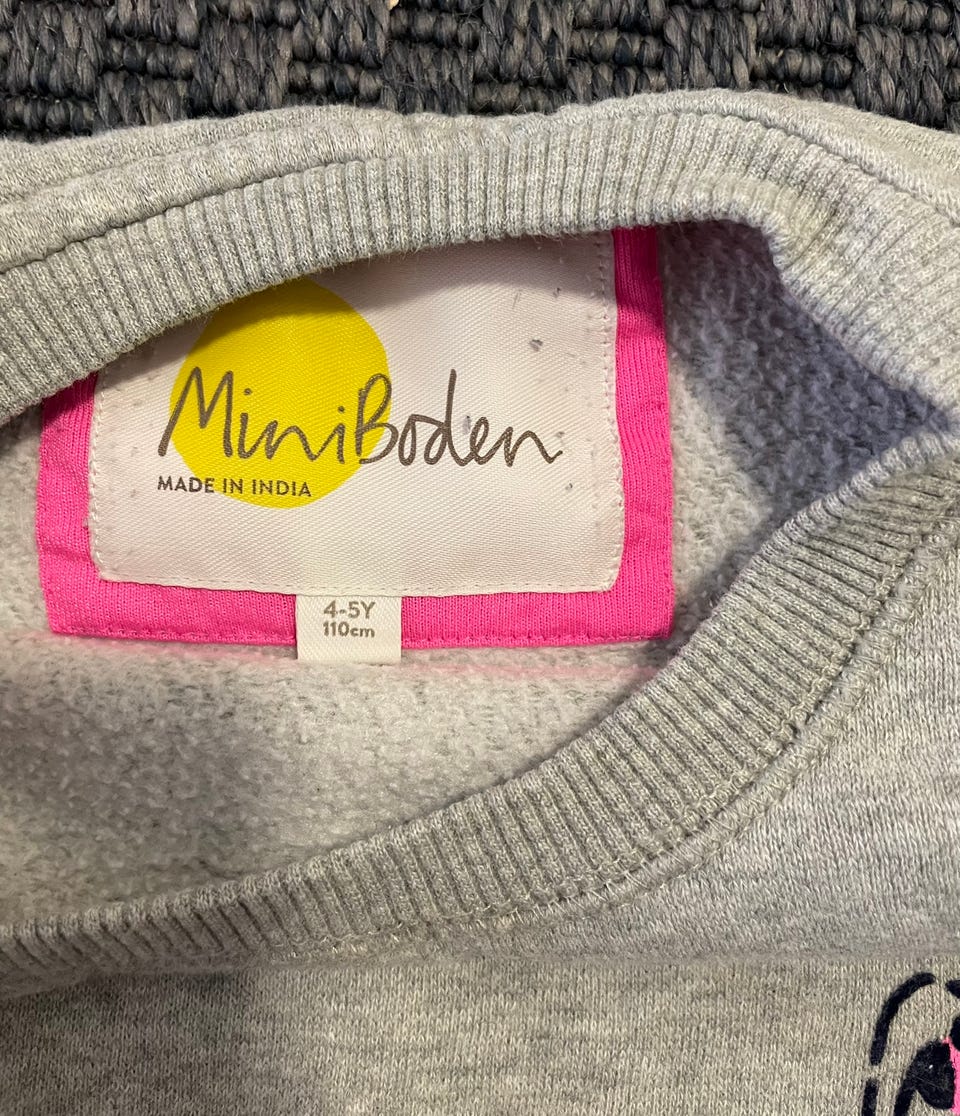 MiniBoden
MADE IN INDIA
4-5Y
110cm